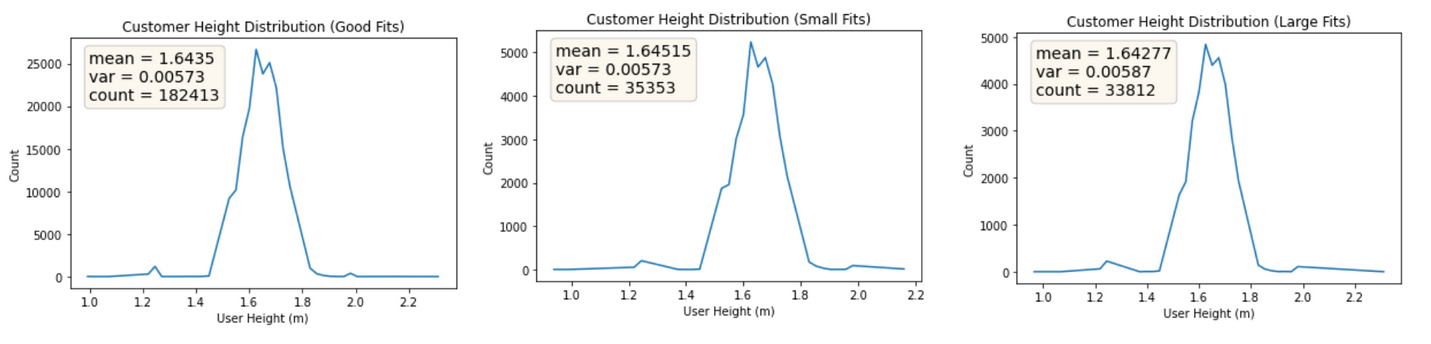 Customer Height Distribution (Good Fits)
mean = 1.6435
var = 0.00573
count = 182413
25000
20000
15000
10000
5000
0
Count
1.0 1.2 1.4 1.6 1.8 2.0 2.2
User Height (m)
Customer Height Distribution (Small Fits)
mean = 1.64515
var = 0.00573
count = 35353
5000
4000
3000
2000
1000
0
Count
1.0 1.2 1.4 1.6 1.8 2.0 2.2
User Height (m)
Customer Height Distribution (Large Fits)
mean = 1.64277
var = 0.00587
count = 33812
5000
4000
3000
2000
1000
0
Count
1.0 1.2 1.4 1.6 1.8 2.0 2.2
User Height (m)